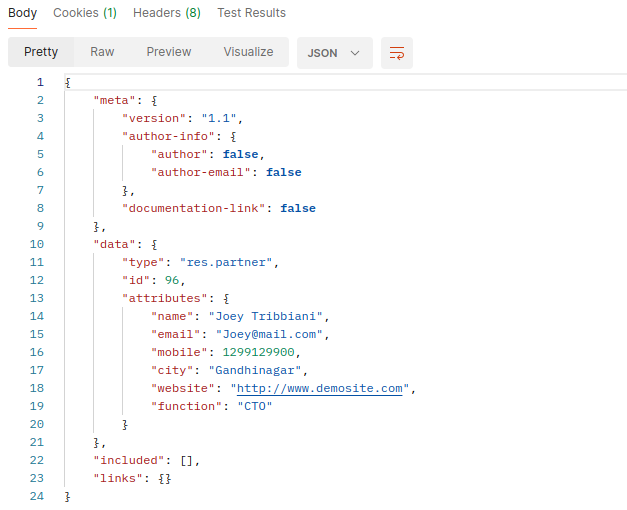 Body Cookies (1) Headers (8) Test Results
Pretty Raw Preview Visualize JSON
1 {
2 "meta": {
3 "version": "1.1",
4 "author-info": {
5 "author": false,
6 "author-email": false
7 },
8 "documentation-link": false
9 },
10 "data": {
11 "type": "res.partner",
12 "id": 96,
13 "attributes": {
14 "name": "Joey Tribbiani",
15 "email": "Joey@mail.com",
16 "mobile": 1299129900,
17 "city": "Gandhinagar",
18 "website": "http://www.demosite.com",
19 "function": "CTO"
20 }
21 },
22 "included": [],
23 "links": {}
24 }